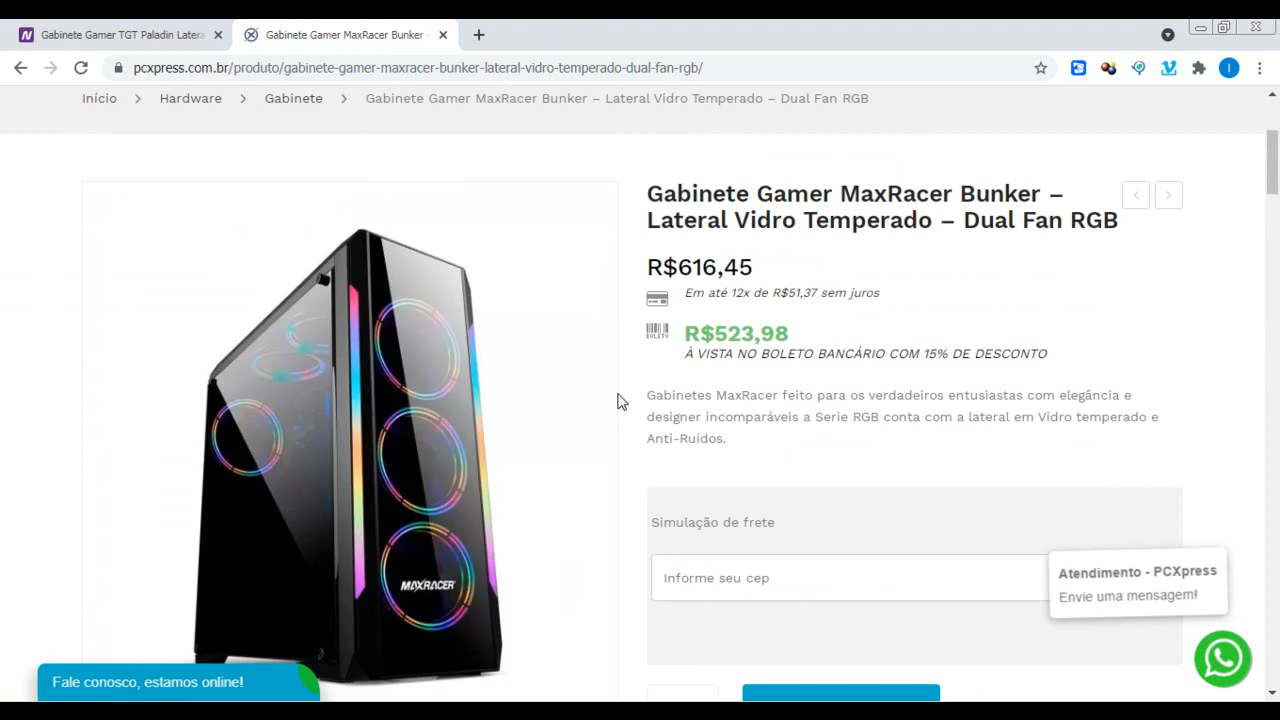 Gabinete Gamer TGT Paladin Latera
Gabinete Gamer MaxRacer Bunker -
pcxpress.com.br/produto/gabinete-gamer-maxracer-bunker-lateral-vidro-temperado-dual-fan-rgb/
Início > Hardware > Gabinete > Gabinete Gamer MaxRacer Bunker – Lateral Vidro Temperado – Dual Fan RGB
Gabinete Gamer MaxRacer Bunker –
Lateral Vidro Temperado – Dual Fan RGB
R$616,45
Em até 12x de R$51,37 sem juros
BOLETO
R$523,98
À VISTA NO BOLETO BANCÁRIO COM 15% DE DESCONTO
Gabinetes MaxRacer feito para os verdadeiros entusiastas com elegância e
designer incomparáveis a Serie RGB conta com a lateral em Vidro temperado e
Anti-Ruídos.
Simulação de frete
Informe seu cep
MAXRACER
Atendimento - PCXpress
Envie uma mensagem!
Fale conosco, estamos online!